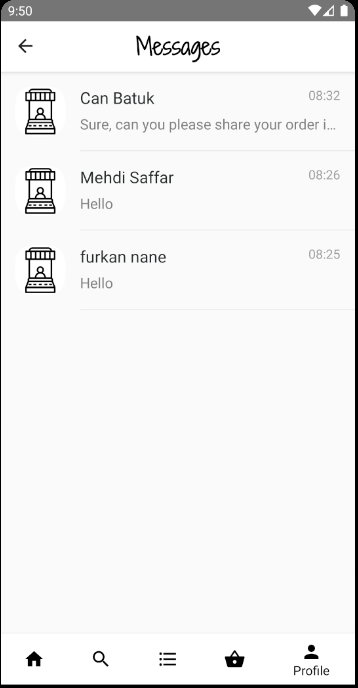 9:50
Messages
Can Batuk 08:32
Sure, can you please share your order i...
Mehdi Saffar 08:26
Hello
furkan nane 08:25
Hello
Profile